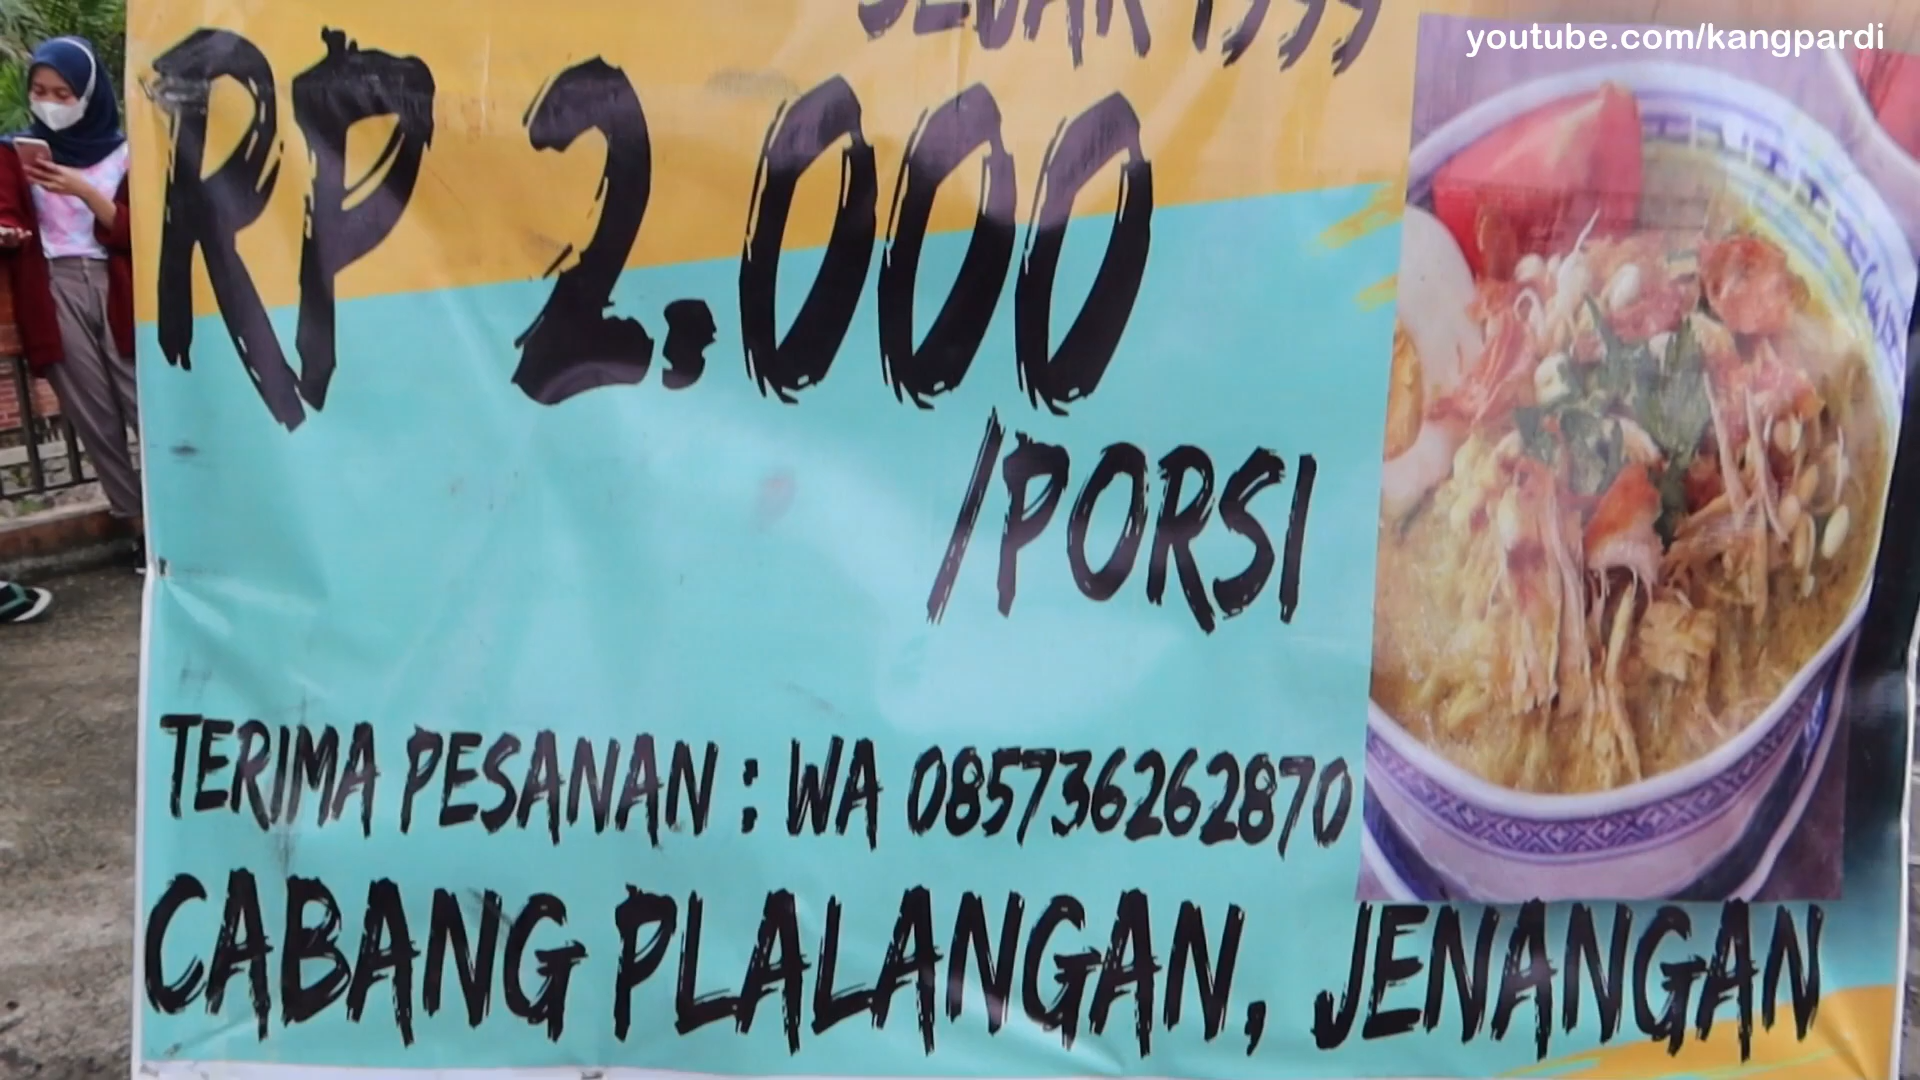 youtube.com/kangpardi
RP 2.000
/PORSI
TERIMA PESANAN : WA 085736262870
CABANG PLALANGAN, JENANGAN